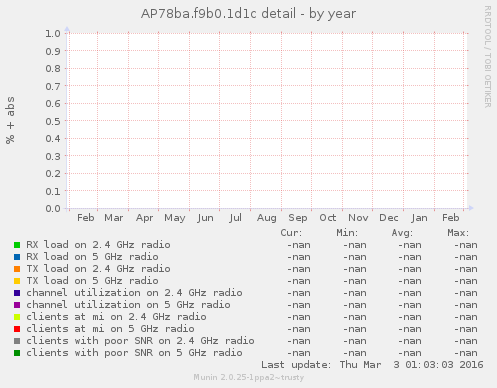 AP78ba.f9b0.1d1c detail - by year
RRDTOOL / TOBI OETIKER
% + abs
1.0
0.9
0.8
0.7
0.6
0.5
0.4
0.3
0.2
0.1
0.0
Feb Mar Apr May Jun Jul Aug Sep Oct Nov Dec Jan Feb
Cur: Min: Avg: Max:
RX load on 2.4 GHz radio -nan -nan -nan -nan
RX load on 5 GHz radio -nan -nan -nan -nan
TX load on 2.4 GHz radio -nan -nan -nan -nan
TX load on 5 GHz radio -nan -nan -nan -nan
channel utilization on 2.4 GHz radio -nan -nan -nan -nan
channel utilization on 5 GHz radio -nan -nan -nan -nan
clients at mi on 2.4 GHz radio -nan -nan -nan -nan
clients at mi on 5 GHz radio -nan -nan -nan -nan
clients with poor SNR on 2.4 GHz radio -nan -nan -nan -nan
clients with poor SNR on 5 GHz radio -nan -nan -nan -nan
Last update: Thu Mar 3 01:03:03 2016
Munin 2.0.25-1ppa2~trusty